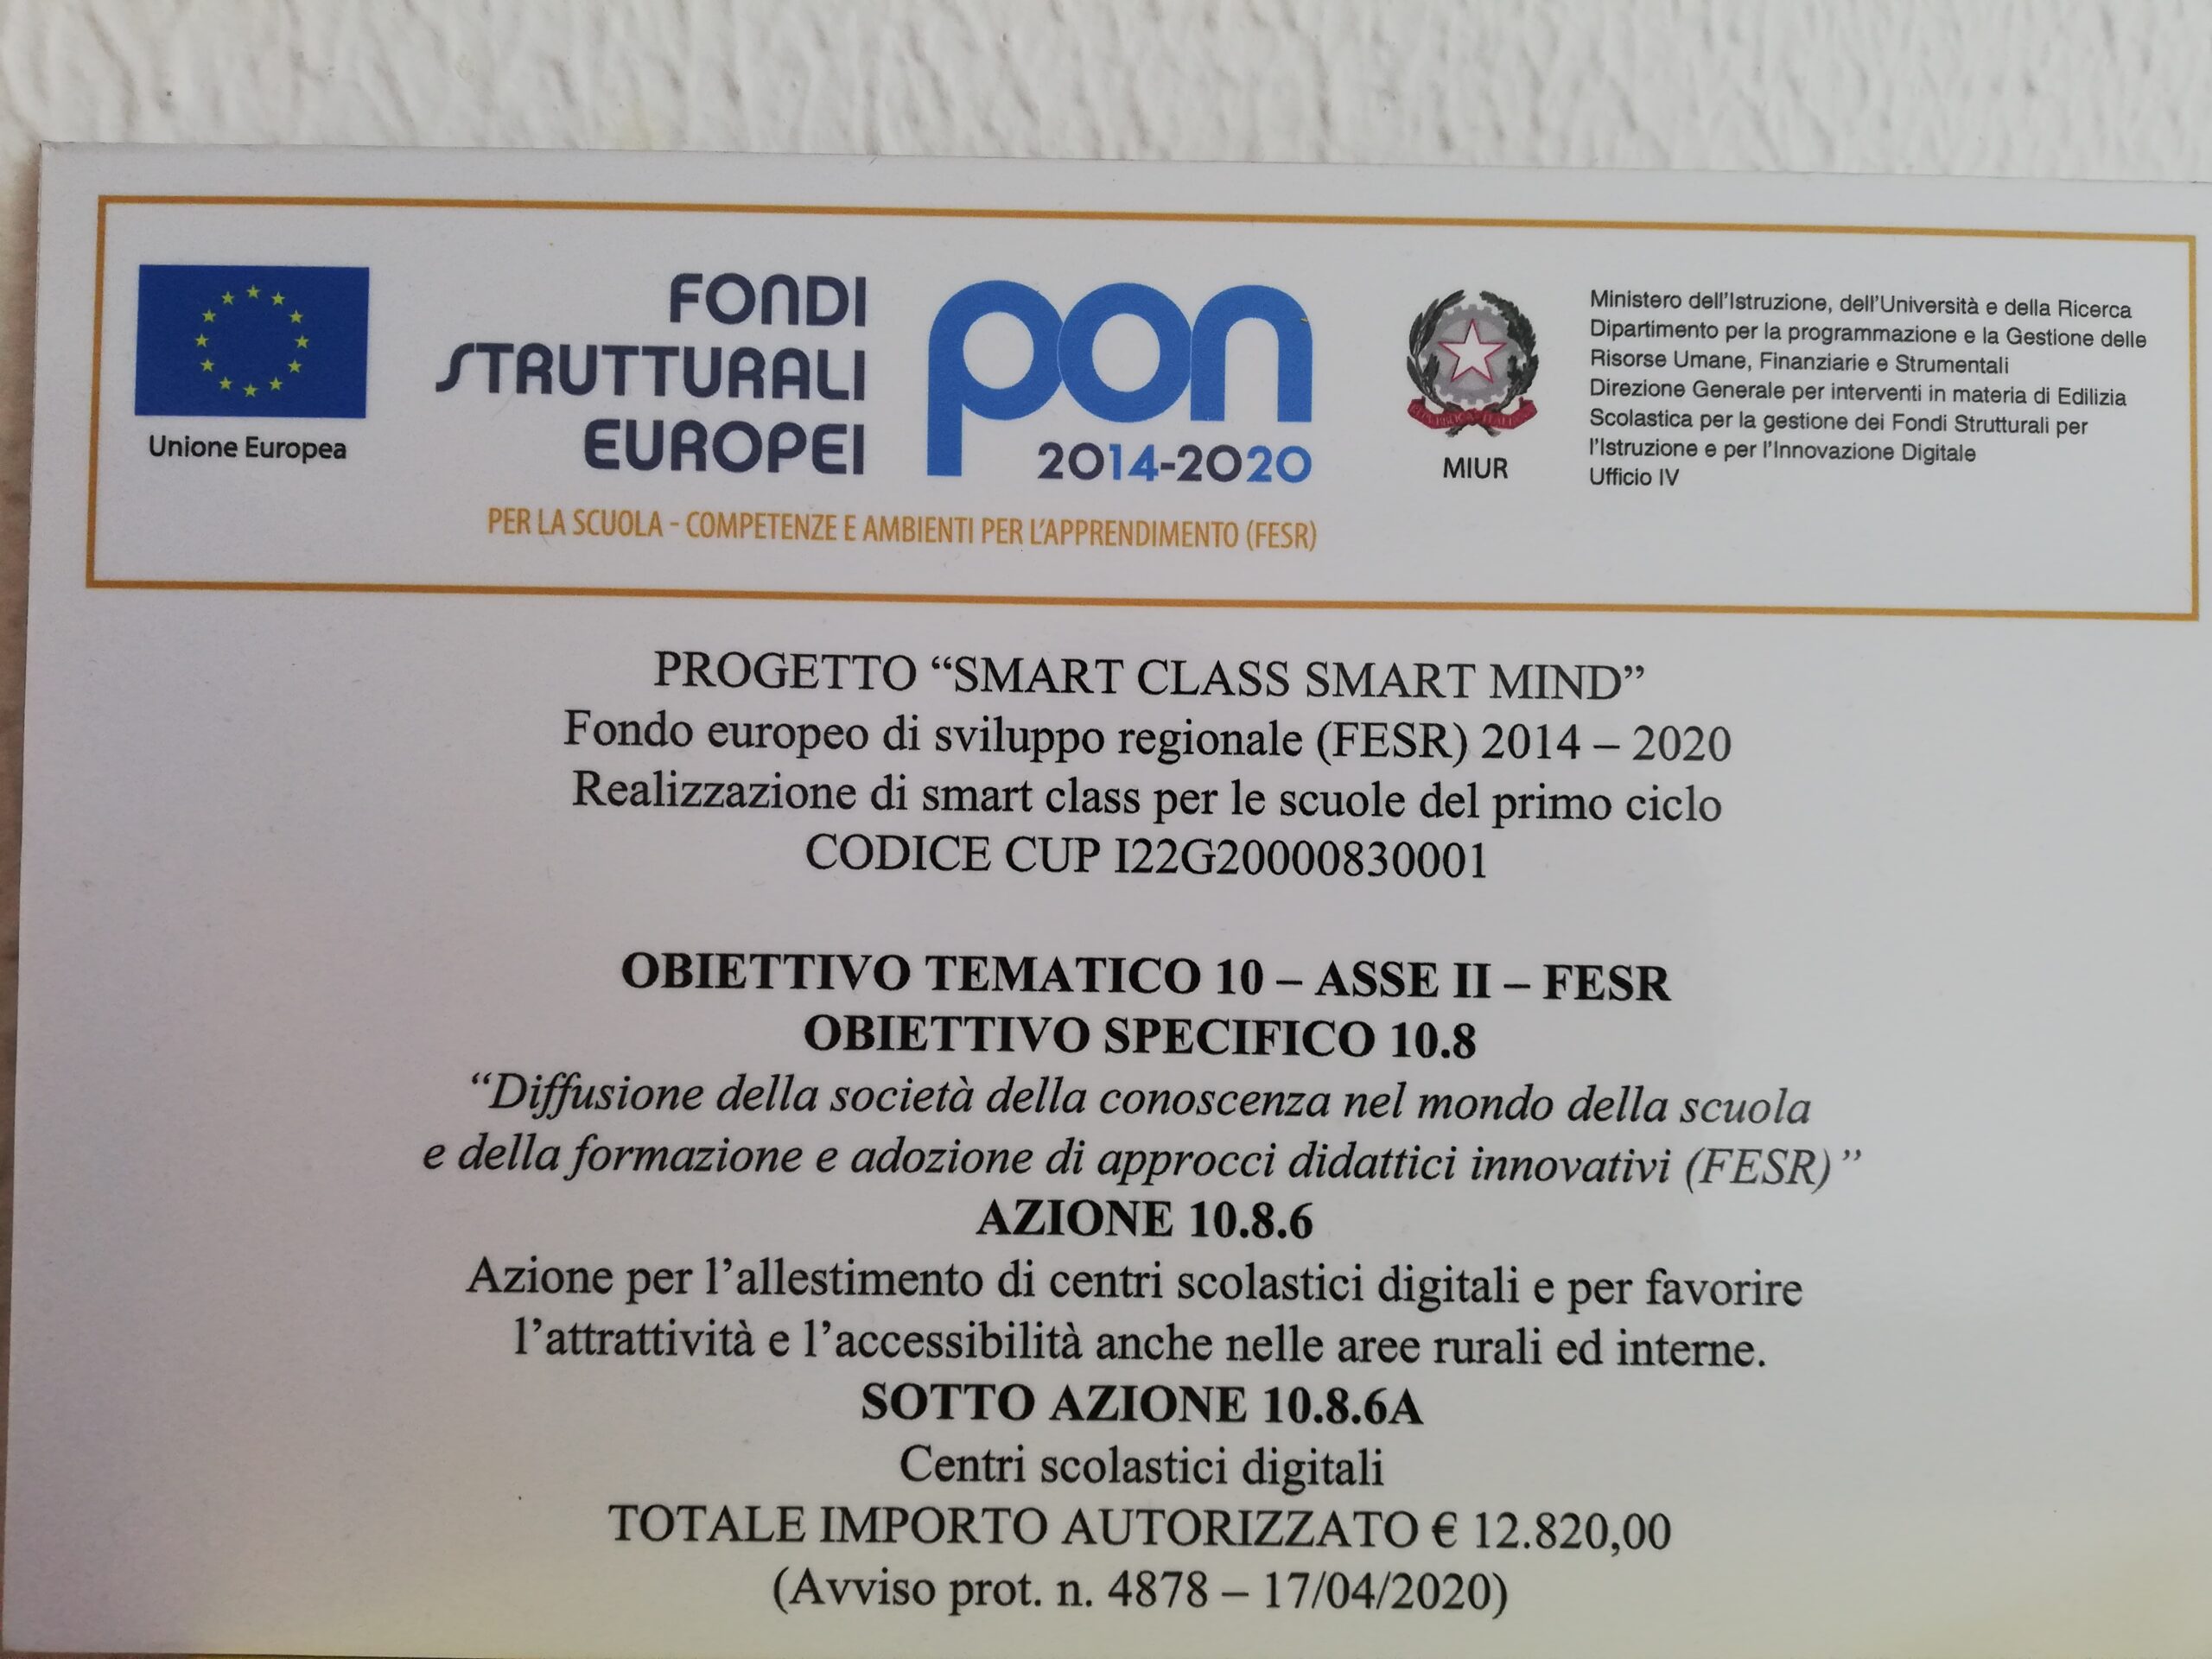 Unione Europea
FONDI
STRUTTURALI
EUROPEI
pon
2014-2020
PER LA SCUOLA - COMPETENZE E AMBIENTI PER L'APPRENDIMENTO (FESR)
MIUR
Ministero dell'Istruzione, dell'Università e della Ricerca
Dipartimento per la programmazione e la Gestione delle
Risorse Umane, Finanziarie e Strumentali
Direzione Generale per interventi in materia di Edilizia
Scolastica per la gestione dei Fondi Strutturali per
l'Istruzione e per l'Innovazione Digitale
Ufficio IV
PROGETTO “SMART CLASS SMART MIND”
Fondo europeo di sviluppo regionale (FESR) 2014 – 2020
Realizzazione di smart class per le scuole del primo ciclo
CODICE CUP I22G20000830001
OBIETTIVO TEMATICO 10 – ASSE II – FESR
OBIETTIVO SPECIFICO 10.8
“Diffusione della società della conoscenza nel mondo della scuola
e della formazione e adozione di approcci didattici innovativi (FESR)”
AZIONE 10.8.6
Azione per l’allestimento di centri scolastici digitali e per favorire
l’attrattività e l’accessibilità anche nelle aree rurali ed interne.
SOTTO AZIONE 10.8.6A
Centri scolastici digitali
TOTALE IMPORTO AUTORIZZATO € 12.820,00
(Avviso prot. n. 4878 – 17/04/2020)